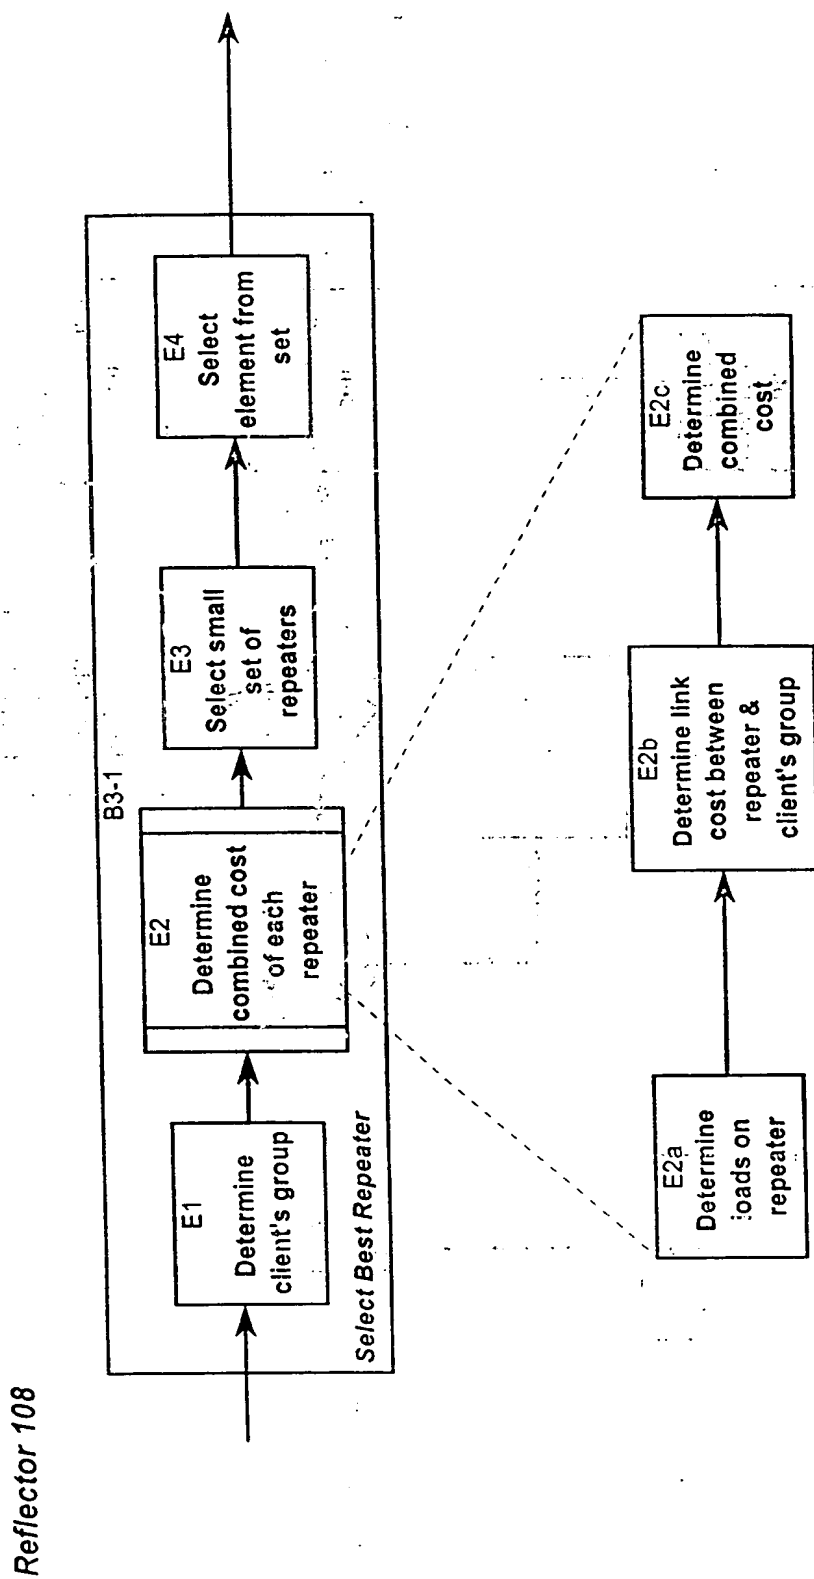 Reflector 108
B3-1
E1
Determine
client's group
E2
Determine
combined cost
of each
repeater
E3
Select small
set of
repeaters
E4
Select
element from
set
Select Best Repeater
E2a
Determine
loads on
repeater
E2b
Determine link
cost between
repeater &
client's group
E2c
Determine
combined
cost